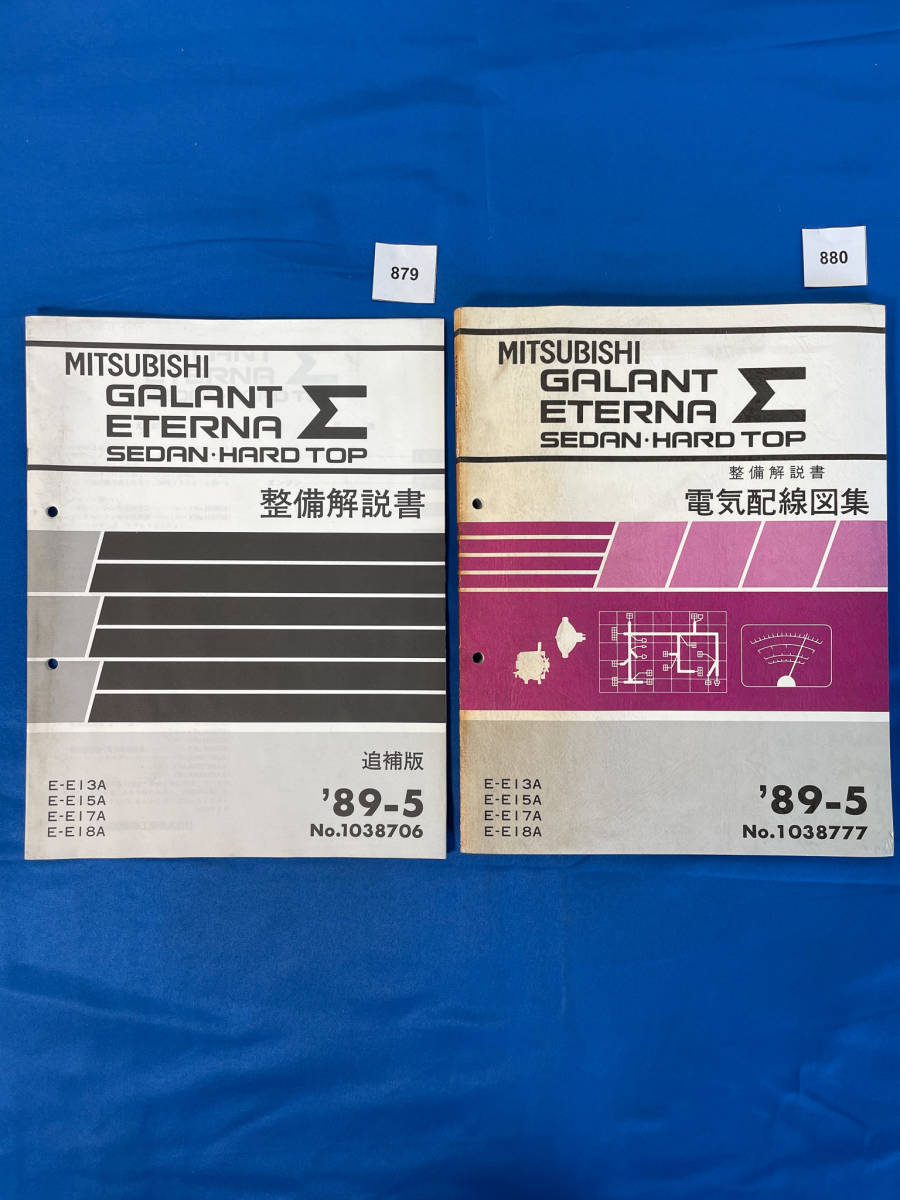 879
MITSUBISHI
GALANT
ETERNA Σ
SEDAN・HARD TOP
整備解説書
追補版
E-E13A
E-E15A
E-E17A
E-E18A
'89-5
No.1038706
880
MITSUBISHI
GALANT
ETERNA Σ
SEDAN・HARD TOP
整備解説書
電気配線図集
E-E13A
E-E15A
E-E17A
E-E18A
'89-5
No.1038777